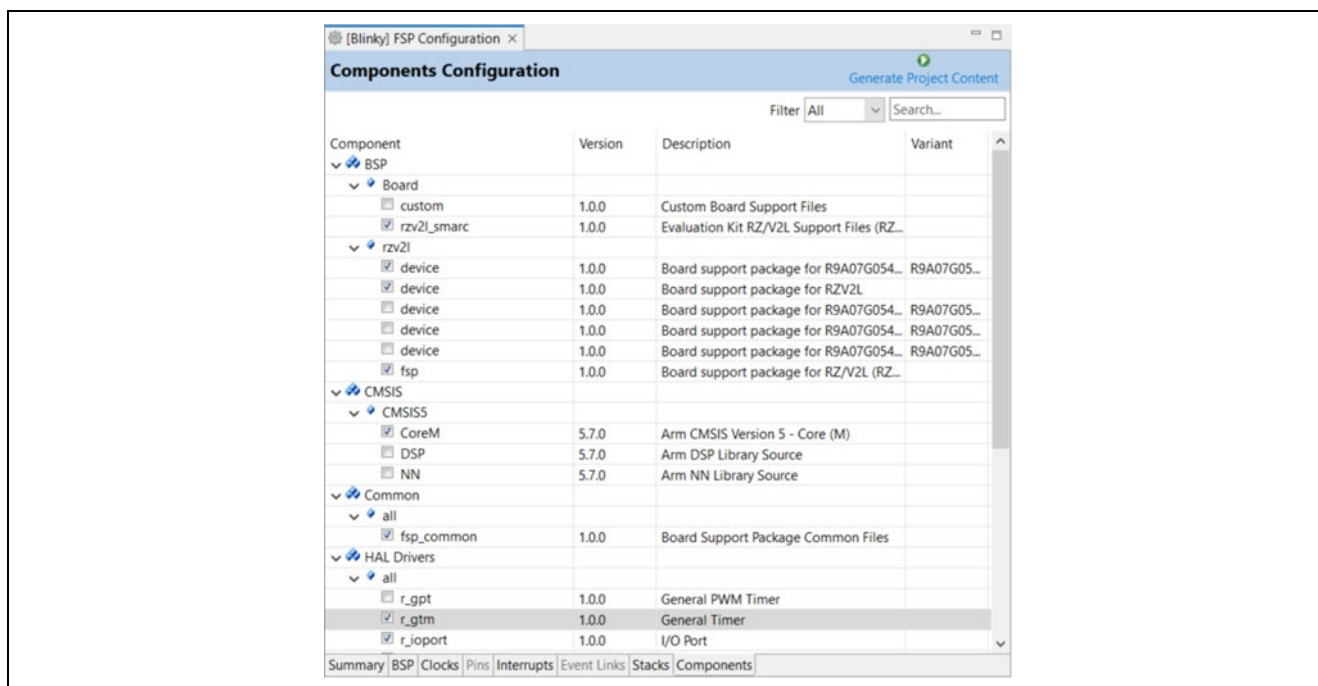 [Blinky] FSP Configuration
Components Configuration
Generate Project Content
Filter All Search...
Component Version Description Variant
BSP
Board
custom 1.0.0 Custom Board Support Files
rzv2l_smarc 1.0.0 Evaluation Kit RZ/V2L Support Files (RZ...
rzv2l
device 1.0.0 Board support package for R9A07G054... R9A07G05...
device 1.0.0 Board support package for RZV2L
device 1.0.0 Board support package for R9A07G054... R9A07G05...
device 1.0.0 Board support package for R9A07G054... R9A07G05...
device 1.0.0 Board support package for R9A07G054... R9A07G05...
fsp 1.0.0 Board support package for RZ/V2L (RZ...
CMSIS
CMSIS5
CoreM 5.7.0 Arm CMSIS Version 5 - Core (M)
DSP 5.7.0 Arm DSP Library Source
NN 5.7.0 Arm NN Library Source
Common
all
fsp_common 1.0.0 Board Support Package Common Files
HAL Drivers
all
r_gpt 1.0.0 General PWM Timer
r_gtm 1.0.0 General Timer
r_ioport 1.0.0 I/O Port
Summary BSP Clocks Pins Interrupts Event Links Stacks Components